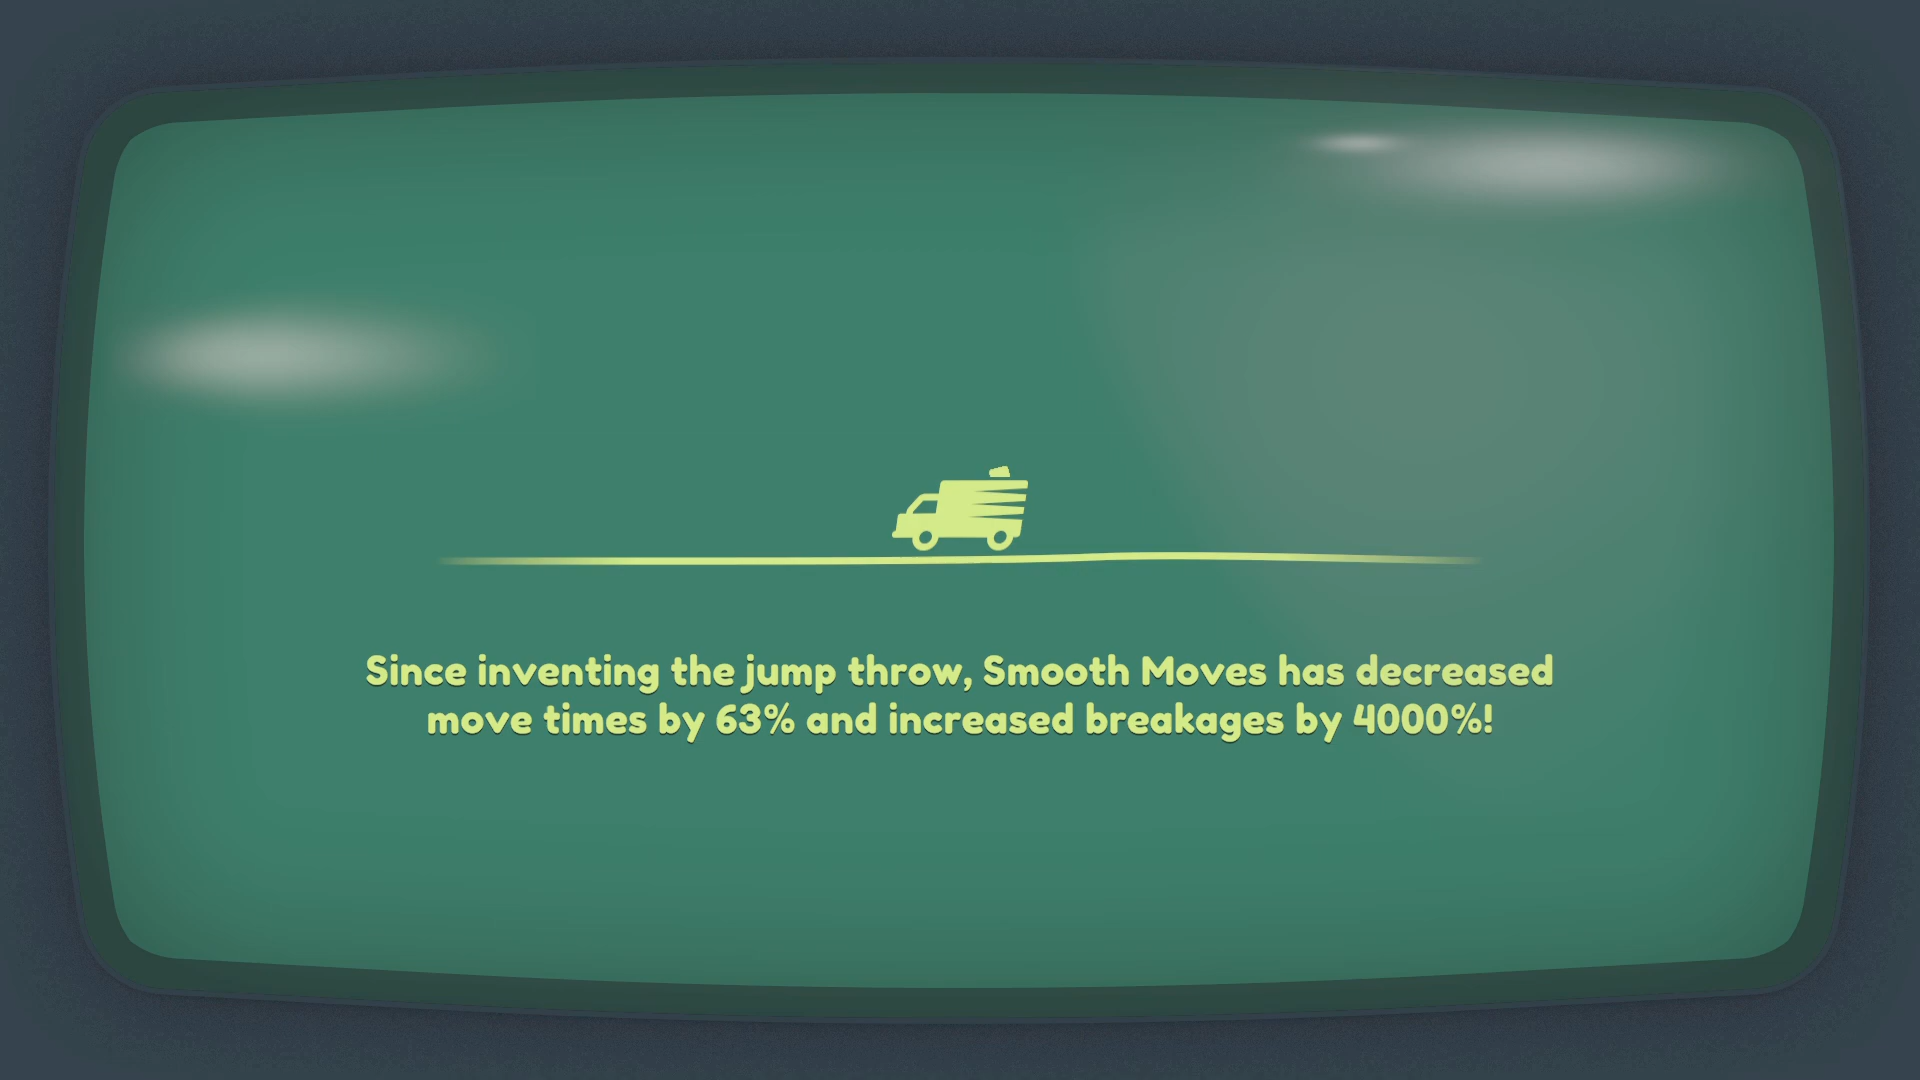 Since inventing the jump throw, Smooth Moves has decreased
move times by 63% and increased breakages by 4000%!